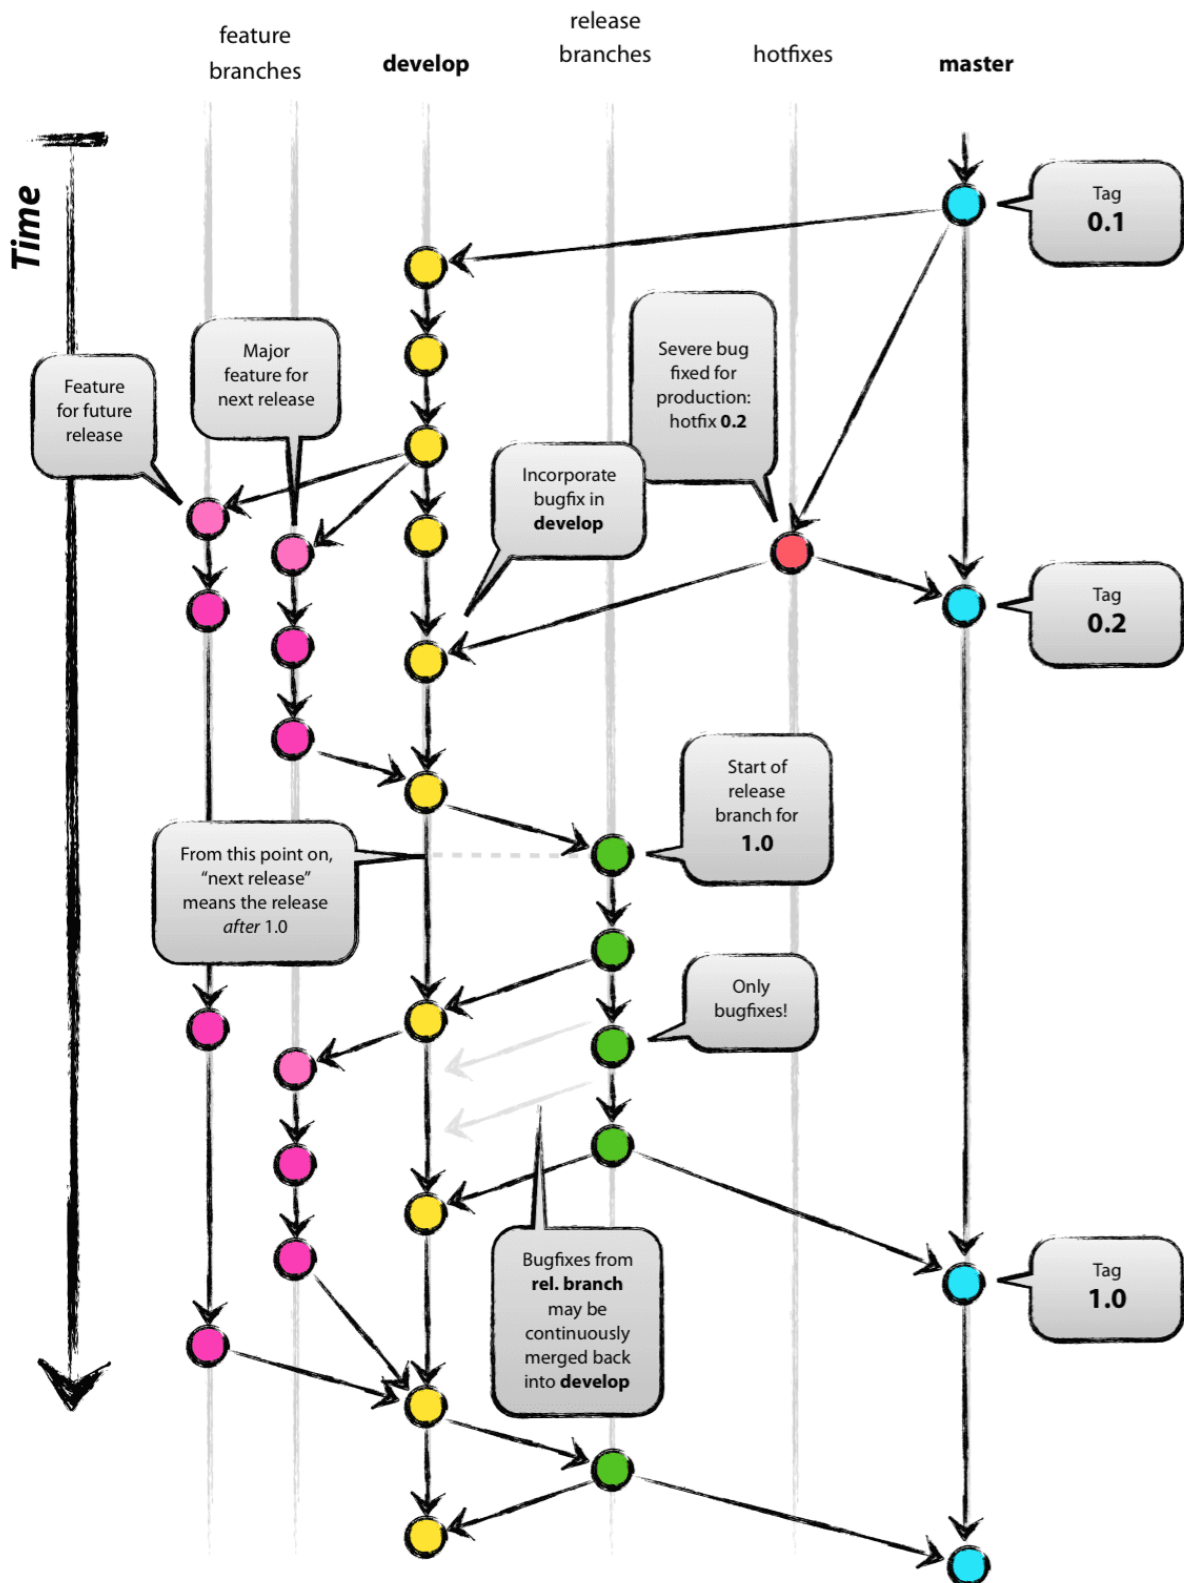 feature
branches
develop
release
branches
hotfixes
master
Time
Tag
0.1
Major
feature for
next release
Feature
for future
release
Severe bug
fixed for
production:
hotfix 0.2
Incorporate
bugfix in
develop
Tag
0.2
Start of
release
branch for
1.0
From this point on,
“next release”
means the release
after 1.0
Only
bugfixes!
Bugfixes from
rel. branch
may be
continuously
merged back
into develop
Tag
1.0